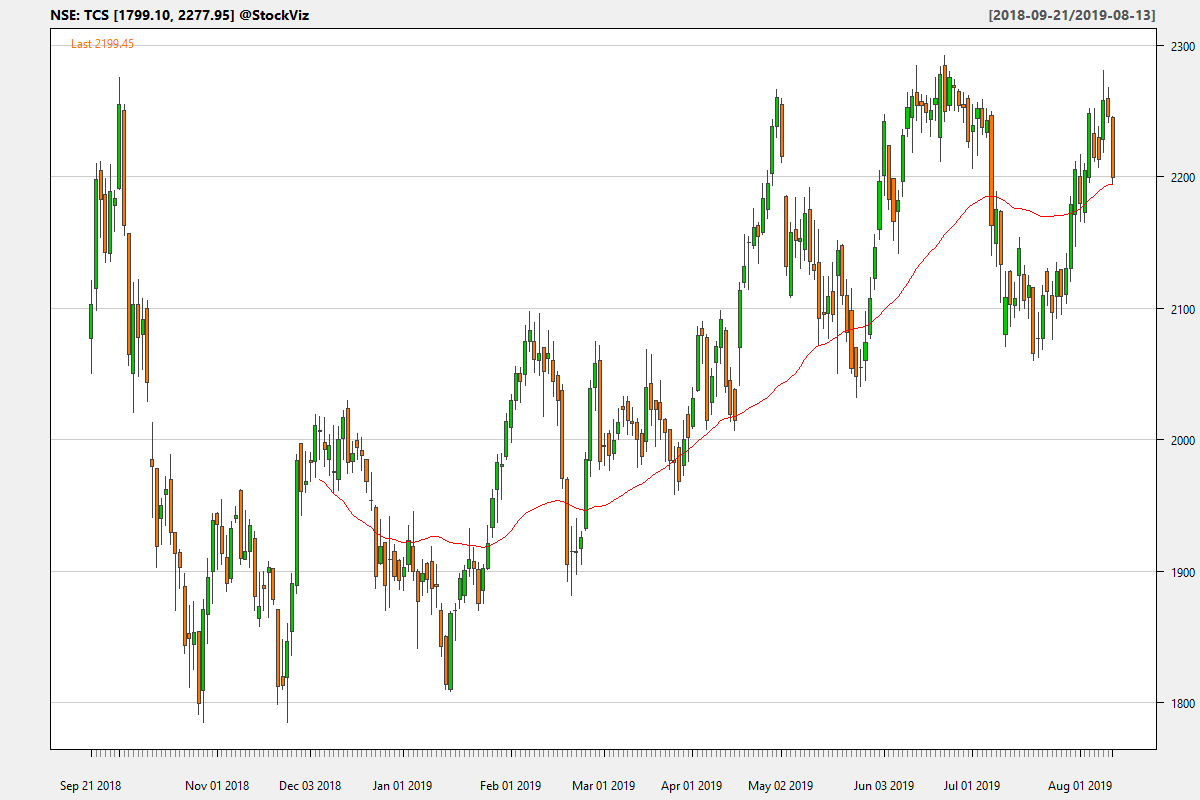 NSE: TCS [1799.10, 2277.95] @StockViz [2018-09-21/2019-08-13]
Last 2199.45
2300
2200
2100
2000
1900
1800
Sep 21 2018 Nov 01 2018 Dec 03 2018 Jan 01 2019 Feb 01 2019 Mar 01 2019 Apr 01 2019 May 02 2019 Jun 03 2019 Jul 01 2019 Aug 01 2019